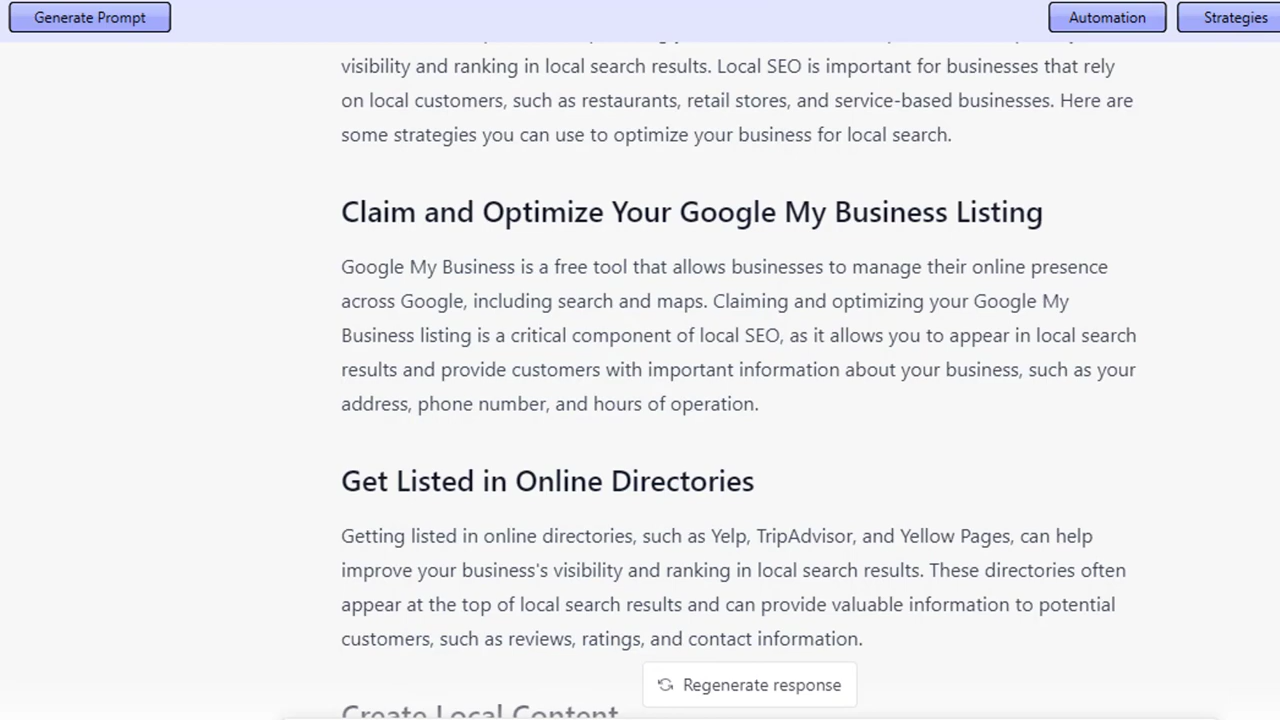 Generate Prompt
Automation
Strategies
visibility and ranking in local search results. Local SEO is important for businesses that rely
on local customers, such as restaurants, retail stores, and service-based businesses. Here are
some strategies you can use to optimize your business for local search.
Claim and Optimize Your Google My Business Listing
Google My Business is a free tool that allows businesses to manage their online presence
across Google, including search and maps. Claiming and optimizing your Google My
Business listing is a critical component of local SEO, as it allows you to appear in local search
results and provide customers with important information about your business, such as your
address, phone number, and hours of operation.
Get Listed in Online Directories
Getting listed in online directories, such as Yelp, TripAdvisor, and Yellow Pages, can help
improve your business's visibility and ranking in local search results. These directories often
appear at the top of local search results and can provide valuable information to potential
customers, such as reviews, ratings, and contact information.
Regenerate response
Create Local Content